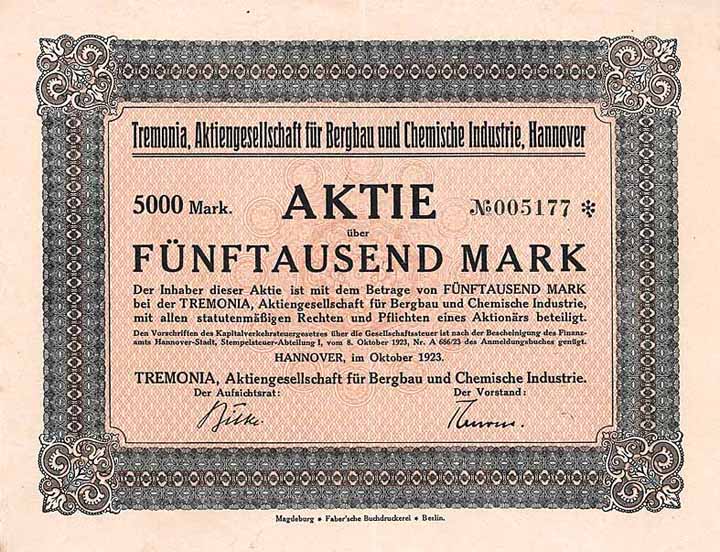 Tremonia, Aktiengesellschaft für Bergbau und Chemische Industrie, Hannover
5000 Mark. AKTIE №005177 *
über
FÜNFTAUSEND MARK
Der Inhaber dieser Aktie ist mit dem Betrage von FÜNFTAUSEND MARK
bei der TREMONIA, Aktiengesellschaft für Bergbau und Chemische Industrie,
mit allen statutenmäßigen Rechten und Pflichten eines Aktionärs beteiligt.
Den Vorschriften des Kapitalverkehrsteuergesetzes über die Gesellschaftssteuer ist nach der Bescheinigung des Finanz-
amts Hannover-Stadt, Stempelsteuer-Abteilung I, vom 8. Oktober 1923, Nr. A 656/23 des Anmeldungsbuches genügt.
HANNOVER, im Oktober 1923.
TREMONIA, Aktiengesellschaft für Bergbau und Chemische Industrie.
Der Aufsichtsrat: Der Vorstand:
Magdeburg * Faber'sche Buchdruckerei * Berlin.